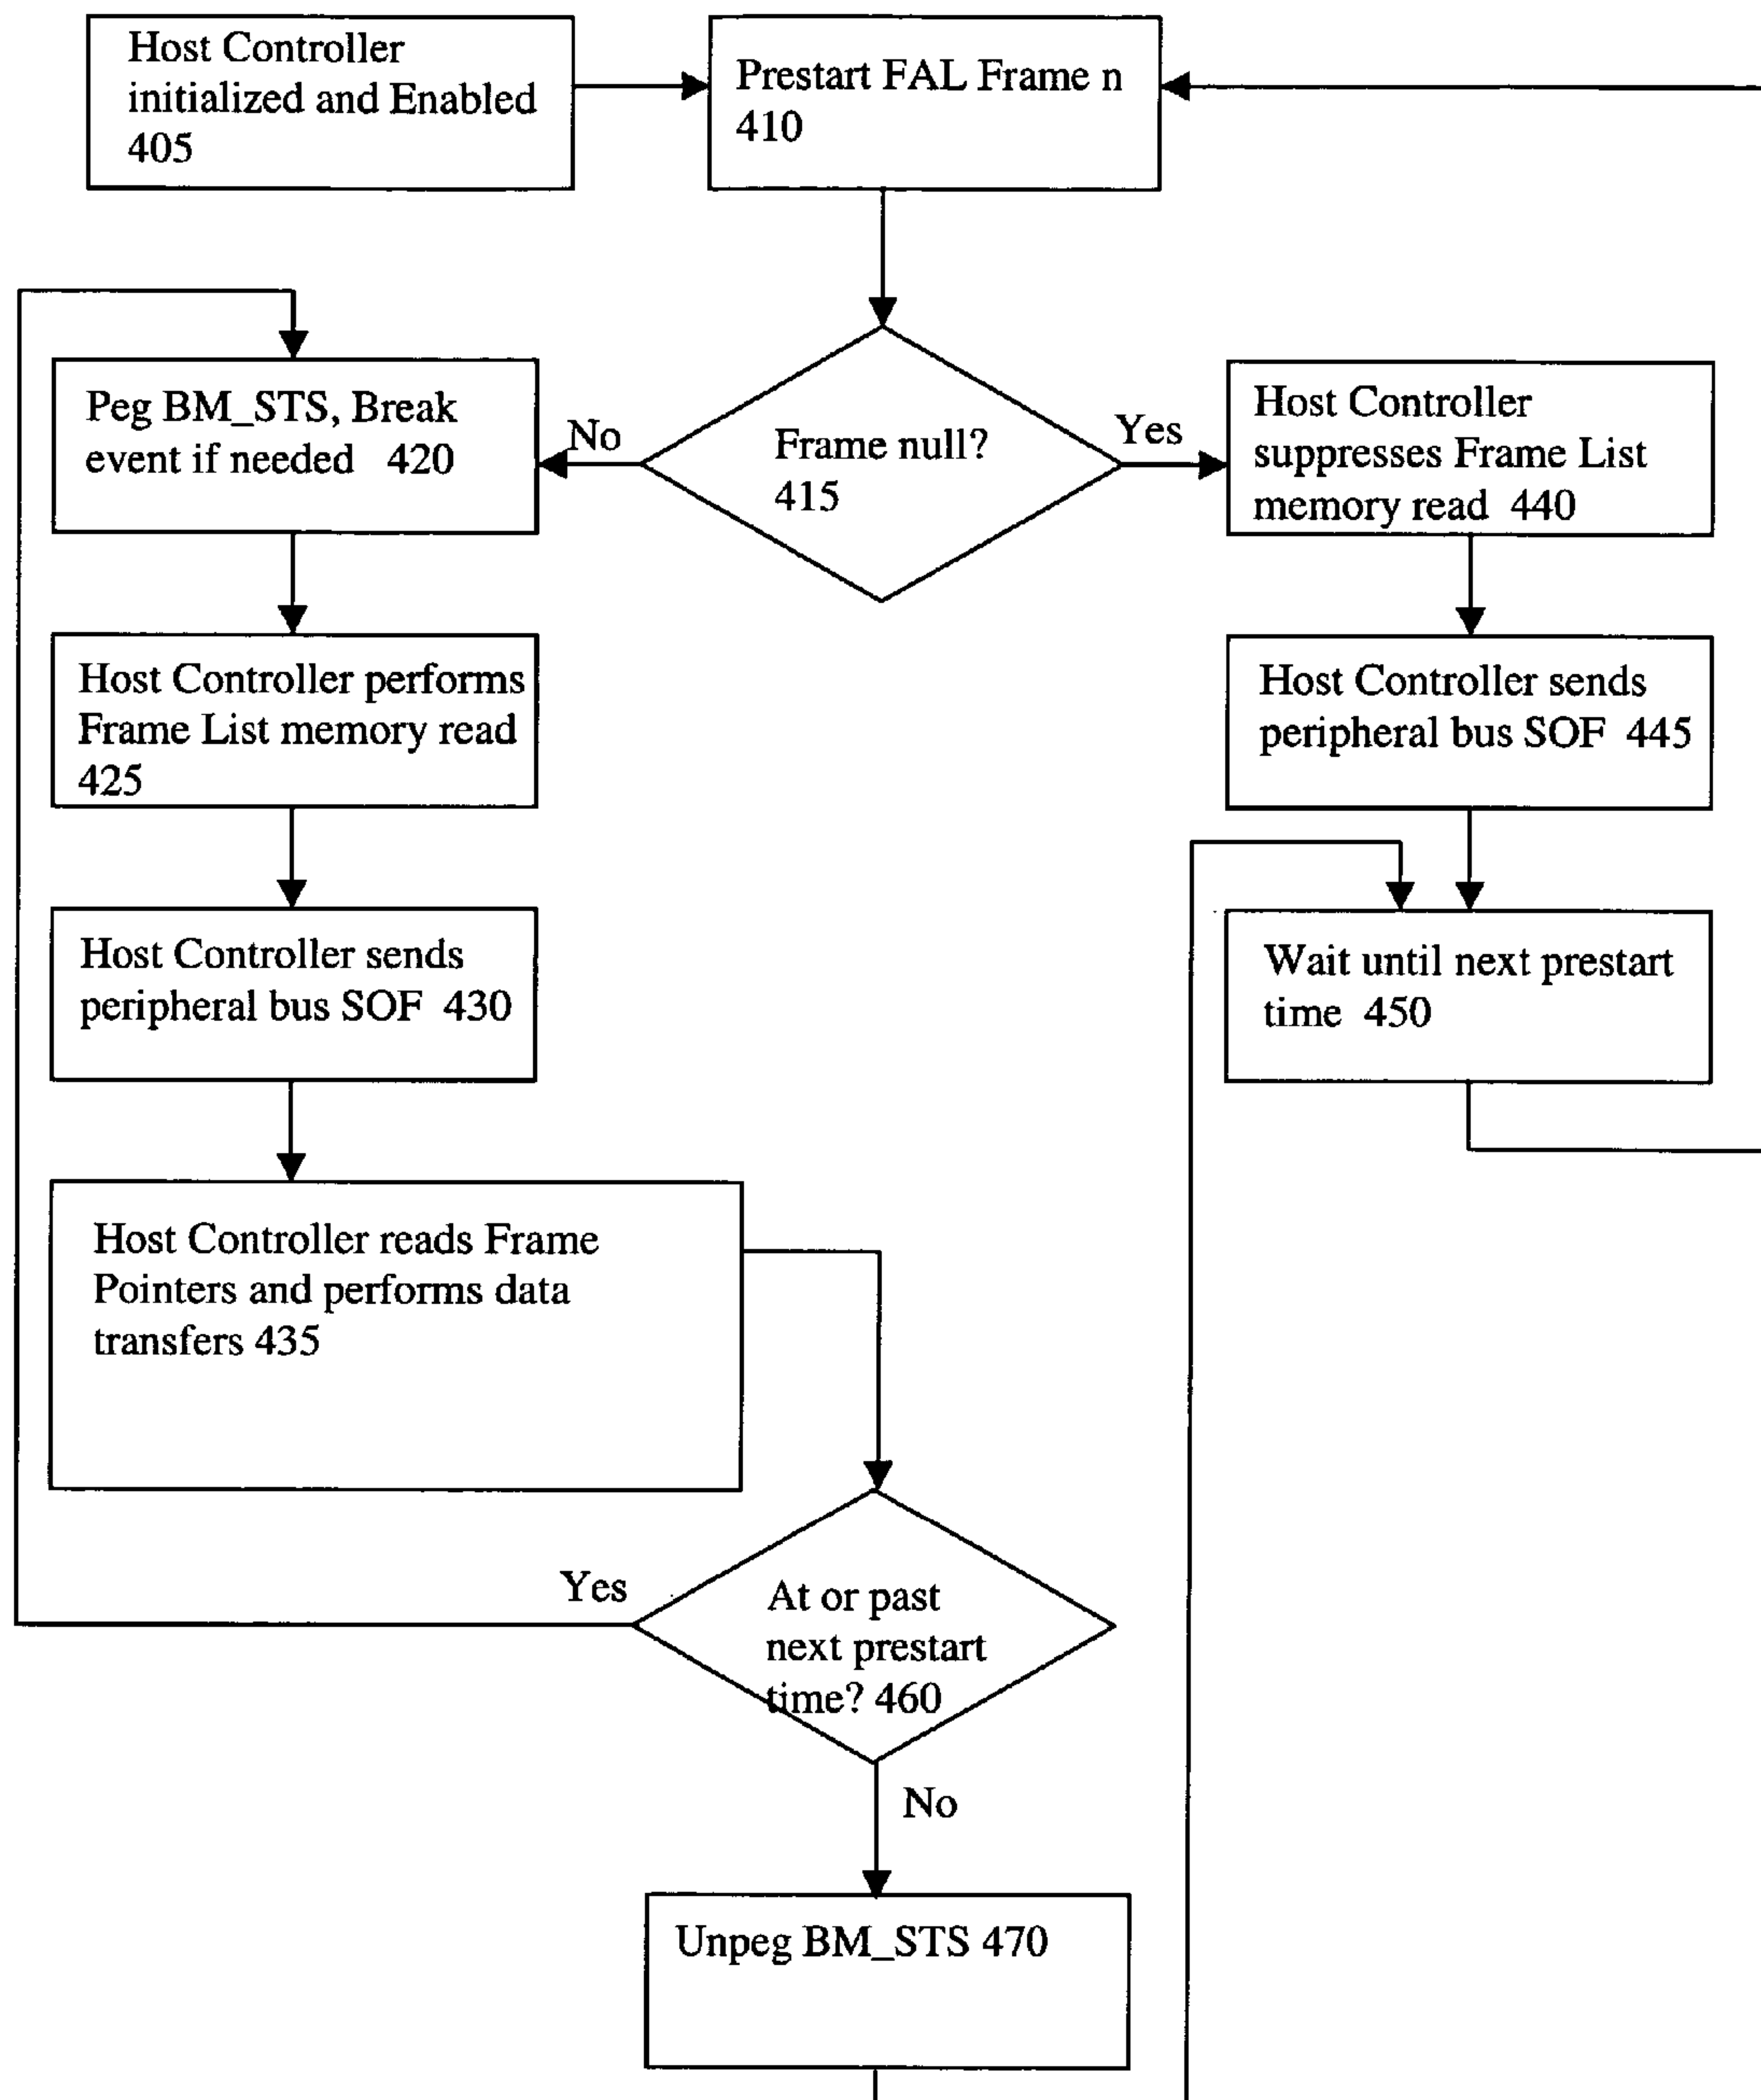 Host Controller
initialized and Enabled
405
Prestart FAL Frame n
410
Peg BM_STS, Break
event if needed 420
No
Frame null?
415
Yes
Host Controller
suppresses Frame List
memory read 440
Host Controller performs
Frame List memory read
425
Host Controller sends
peripheral bus SOF 445
Host Controller sends
peripheral bus SOF 430
Wait until next prestart
time 450
Host Controller reads Frame
Pointers and performs data
transfers 435
Yes
At or past
next prestart
time? 460
No
Unpeg BM_STS 470